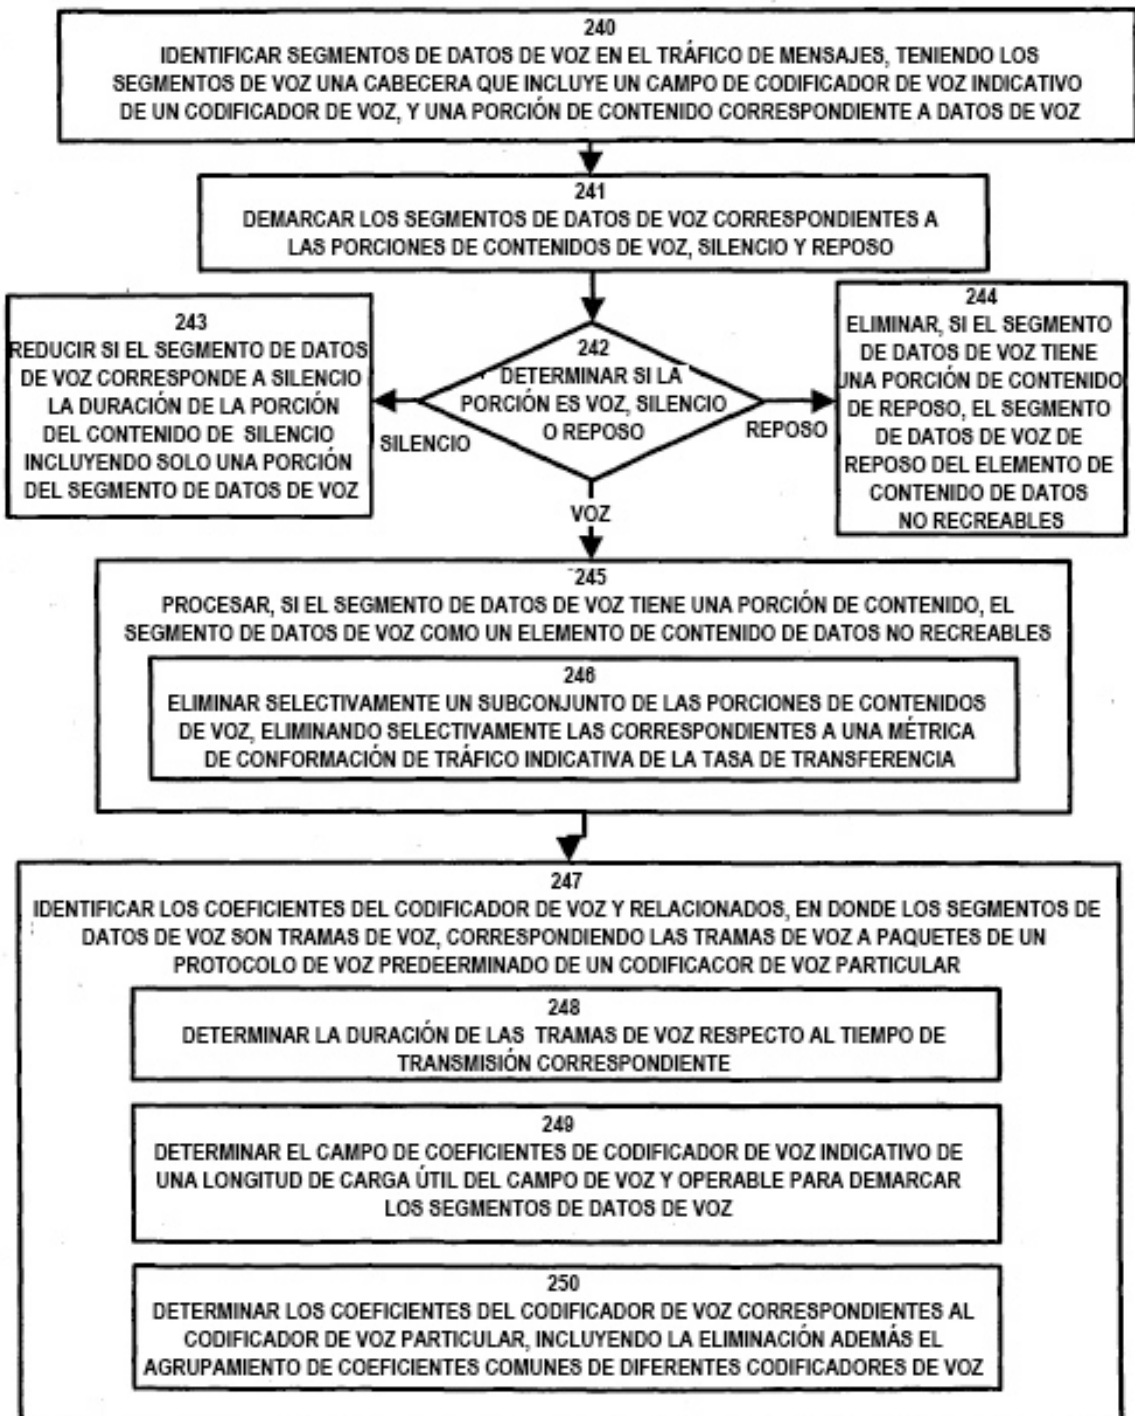 240
IDENTIFICAR SEGMENTOS DE DATOS DE VOZ EN EL TRÁFICO DE MENSAJES, TENIENDO LOS
SEGMENTOS DE VOZ UNA CABECERA QUE INCLUYE UN CAMPO DE CODIFICADOR DE VOZ INDICATIVO
DE UN CODIFICADOR DE VOZ, Y UNA PORCIÓN DE CONTENIDO CORRESPONDIENTE A DATOS DE VOZ
241
DEMARCAR LOS SEGMENTOS DE DATOS DE VOZ CORRESPONDIENTES A
LAS PORCIONES DE CONTENIDOS DE VOZ, SILENCIO Y REPOSO
243
REDUCIR SI EL SEGMENTO DE DATOS
DE VOZ CORRESPONDE A SILENCIO
LA DURACIÓN DE LA PORCIÓN
DEL CONTENIDO DE SILENCIO
INCLUYENDO SOLO UNA PORCIÓN
DEL SEGMENTO DE DATOS DE VOZ
SILENCIO
242
DETERMINAR SI LA
PORCIÓN ES VOZ, SILENCIO
O REPOSO
REPOSO
244
ELIMINAR, SI EL SEGMENTO
DE DATOS DE VOZ TIENE
UNA PORCIÓN DE CONTENIDO
DE REPOSO, EL SEGMENTO
DE DATOS DE VOZ DE
REPOSO DEL ELEMENTO DE
CONTENIDO DE DATOS
NO RECREABLES
VOZ
245
PROCESAR, SI EL SEGMENTO DE DATOS DE VOZ TIENE UNA PORCIÓN DE CONTENIDO, EL
SEGMENTO DE DATOS DE VOZ COMO UN ELEMENTO DE CONTENIDO DE DATOS NO RECREABLES
246
ELIMINAR SELECTIVAMENTE UN SUBCONJUNTO DE LAS PORCIONES DE CONTENIDOS
DE VOZ, ELIMINANDO SELECTIVAMENTE LAS CORRESPONDIENTES A UNA MÉTRICA
DE CONFORMACIÓN DE TRÁFICO INDICATIVA DE LA TASA DE TRANSFERENCIA
247
IDENTIFICAR LOS COEFICIENTES DEL CODIFICADOR DE VOZ Y RELACIONADOS, EN DONDE LOS SEGMENTOS DE
DATOS DE VOZ SON TRAMAS DE VOZ, CORRESPONDIENDO LAS TRAMAS DE VOZ A PAQUETES DE UN
PROTOCOLO DE VOZ PREDEERMINADO DE UN CODIFICACOR DE VOZ PARTICULAR
248
DETERMINAR LA DURACIÓN DE LAS TRAMAS DE VOZ RESPECTO AL TIEMPO DE
TRANSMISIÓN CORRESPONDIENTE
249
DETERMINAR EL CAMPO DE COEFICIENTES DE CODIFICADOR DE VOZ INDICATIVO DE
UNA LONGITUD DE CARGA ÚTIL DEL CAMPO DE VOZ Y OPERABLE PARA DEMARCAR
LOS SEGMENTOS DE DATOS DE VOZ
250
DETERMINAR LOS COEFICIENTES DEL CODIFICADOR DE VOZ CORRESPONDIENTES AL
CODIFICADOR DE VOZ PARTICULAR, INCLUYENDO LA ELIMINACIÓN ADEMÁS EL
AGRUPAMIENTO DE COEFICIENTES COMUNES DE DIFERENTES CODIFICADORES DE VOZ